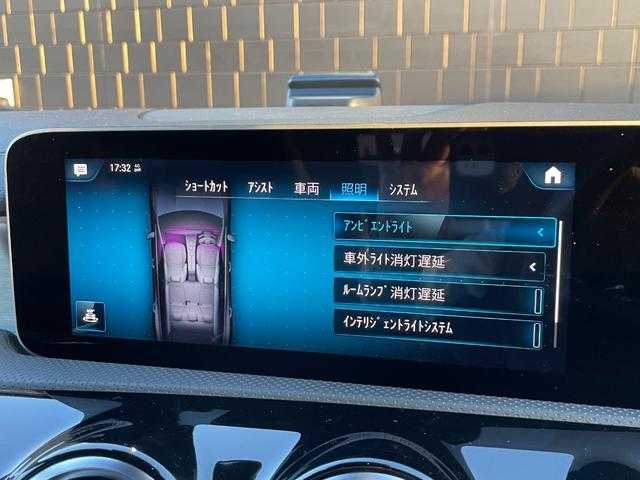 17:32 4G
ｼｮｰﾄｶｯﾄ ｱｼｽﾄ 車両 照明 ｼｽﾃﾑ
ｱﾝﾋﾞｴﾝﾄﾗｲﾄ
車外ﾗｲﾄ消灯遅延
ﾙｰﾑﾗﾝﾌﾟ消灯遅延
ｲﾝﾃﾘｼﾞｴﾝﾄﾗｲﾄｼｽﾃﾑ